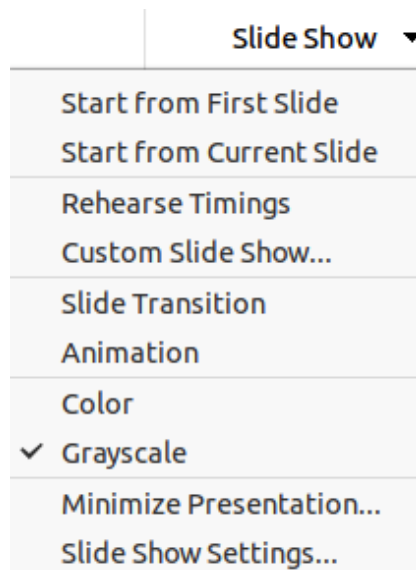 Slide Show
Start from First Slide
Start from Current Slide
Rehearse Timings
Custom Slide Show...
Slide Transition
Animation
Color
Grayscale
Minimize Presentation...
Slide Show Settings...